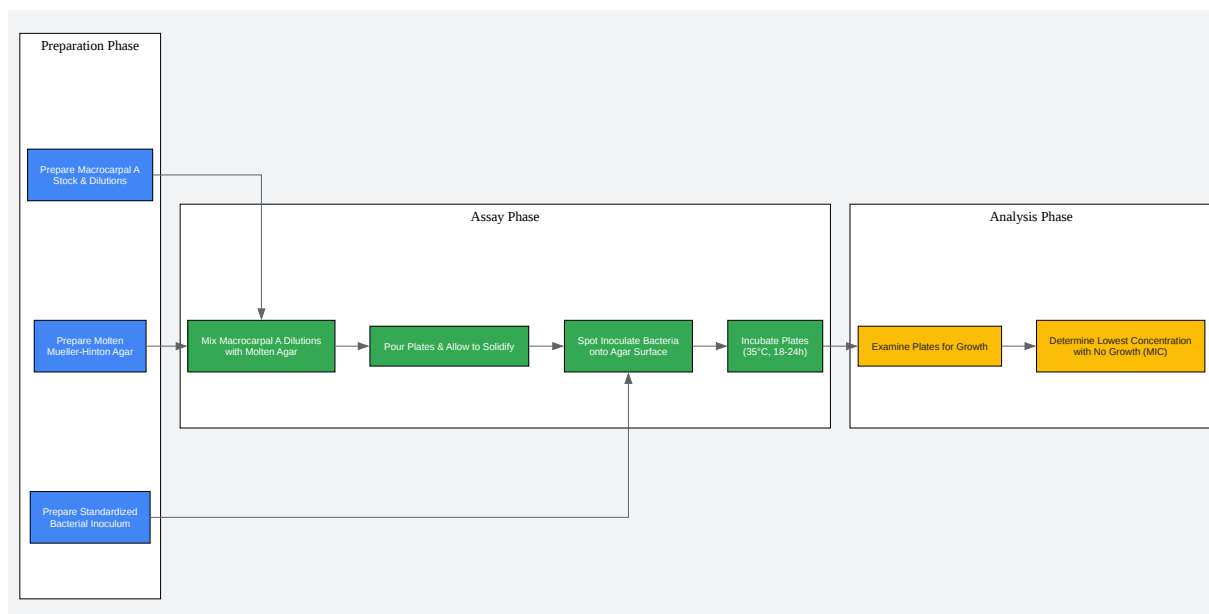 Preparation Phase
Prepare Macrocarpal A
Stock & Dilutions
Prepare Molten
Mueller-Hinton Agar
Prepare Standardized
Bacterial Inoculum
Assay Phase
Mix Macrocarpal A Dilutions
with Molten Agar
Pour Plates & Allow to Solidify
Spot Inoculate Bacteria
onto Agar Surface
Incubate Plates
(35°C, 18-24h)
Analysis Phase
Examine Plates for Growth
Determine Lowest Concentration
with No Growth (MIC)